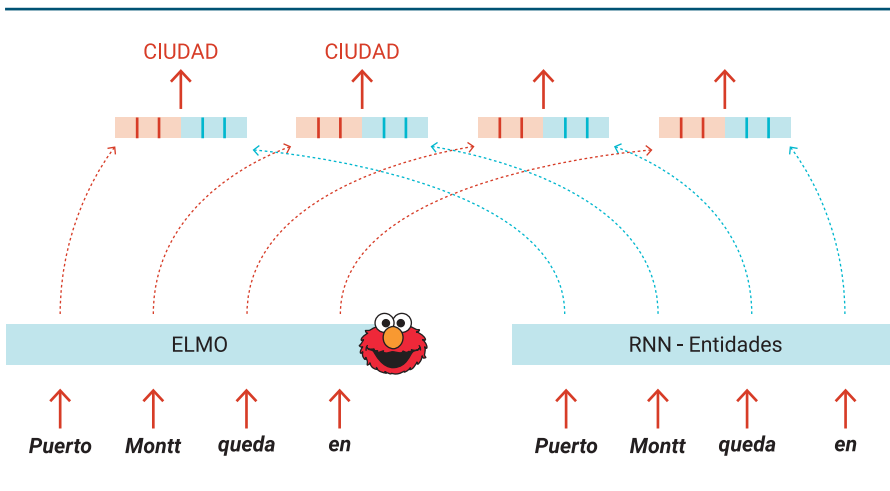 CIUDAD CIUDAD
ELMO RNN - Entidades
Puerto Montt queda en Puerto Montt queda en